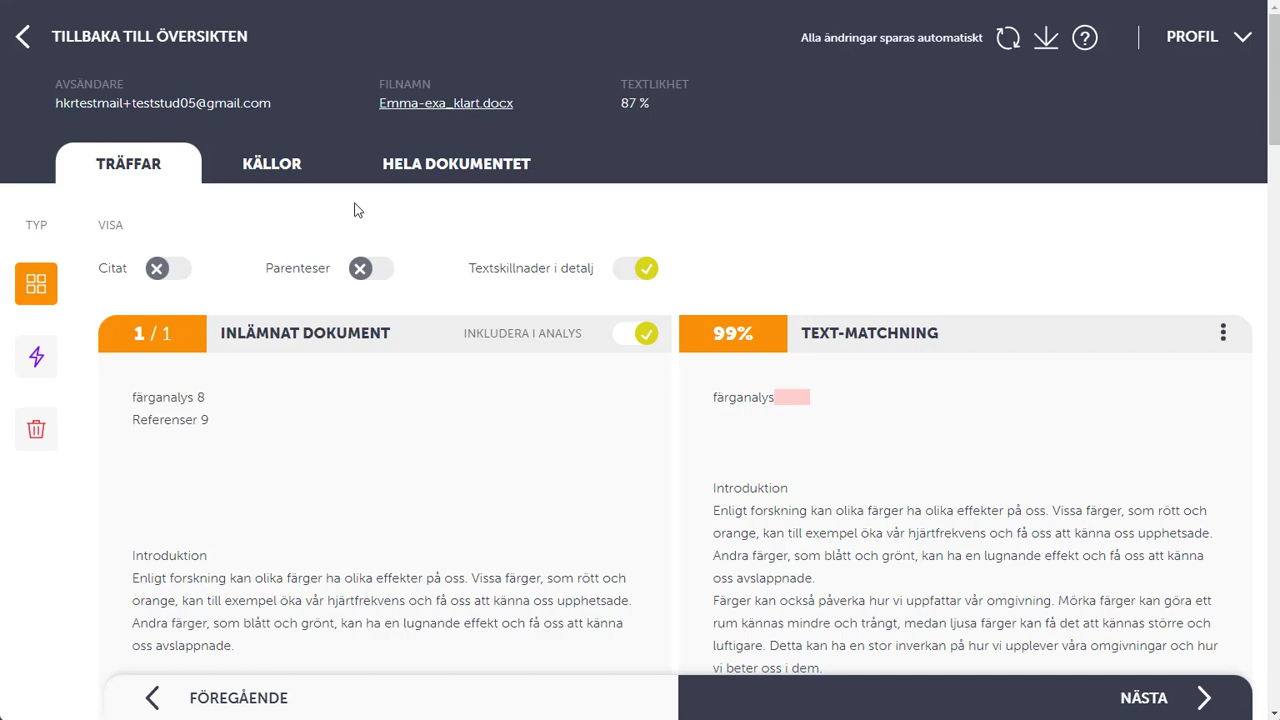 TILLBAKA TILL ÖVERSIKTEN
Alla ändringar sparas automatiskt
PROFIL
AVSÄNDARE
hkrtestmail+teststud05@gmail.com
FILNAMN
Emma-exa_klart.docx
TEXTLIKHET
87 %
TRÄFFAR
KÄLLOR
HELA DOKUMENTET
TYP
VISA
Citat
Parenteser
Textskillnader i detalj
1 / 1
INLÄMNAT DOKUMENT
INKLUDERA I ANALYS
färganalys 8
Referenser 9
Introduktion
Enligt forskning kan olika färger ha olika effekter på oss. Vissa färger, som rött och
orange, kan till exempel öka vår hjärtfrekvens och få oss att känna oss upphetsade.
Andra färger, som blått och grönt, kan ha en lugnande effekt och få oss att känna
oss avslappnade.
99%
TEXT-MATCHNING
färganalys
Introduktion
Enligt forskning kan olika färger ha olika effekter på oss. Vissa färger, som rött och
orange, kan till exempel öka vår hjärtfrekvens och få oss att känna oss upphetsade.
Andra färger, som blått och grönt, kan ha en lugnande effekt och få oss att känna
oss avslappnade.
Färger kan också påverka hur vi uppfattar vår omgivning. Mörka färger kan göra ett
rum kännas mindre och trångt, medan ljusa färger kan få det att kännas större och
luftigare. Detta kan ha en stor inverkan på hur vi upplever våra omgivningar och hur
vi beter oss i dem.
FÖREGÅENDE
NÄSTA